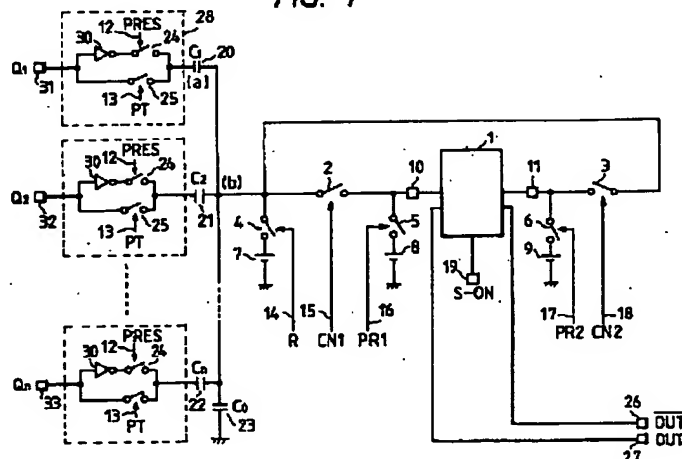 FIG. 7
12 PRES 24 28
30
C1 20
Q1
31
(a)
25
13 PT
12 PRES 26
30
C2
(b)
Q2
32
21
25
13 PT
12 PRES 24
30
Cn
Qn
33
22
13 PT
C0
23
2
10
1
11
3
4
5
6
7
8
9
19
S-ON
14
15
16
17
18
R
CN1
PR1
PR2
CN2
26
OUT
OUT
27